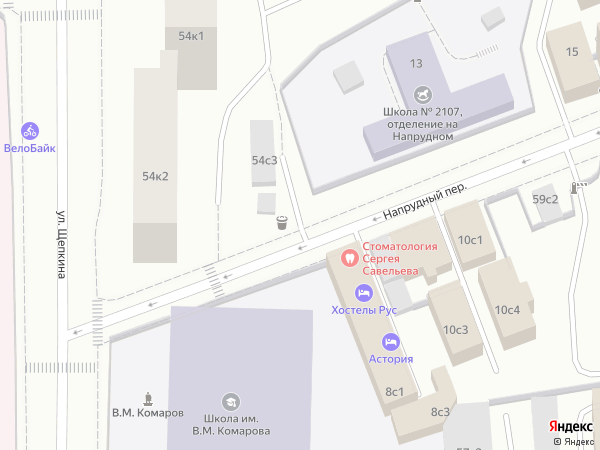 54к1
15
13
Школа № 2107,
отделение на
Напрудном
ВелоБайк
54с3
54к2
Напрудный пер.
59с2
ул. Щепкина
10с1
Стоматология
Сергея
Савельева
Хостелы Рус
10с4
10с3
Астория
8с1
8с3
В.М. Комаров
Школа им.
В.М. Комарова
Яндекс
© Яндекс